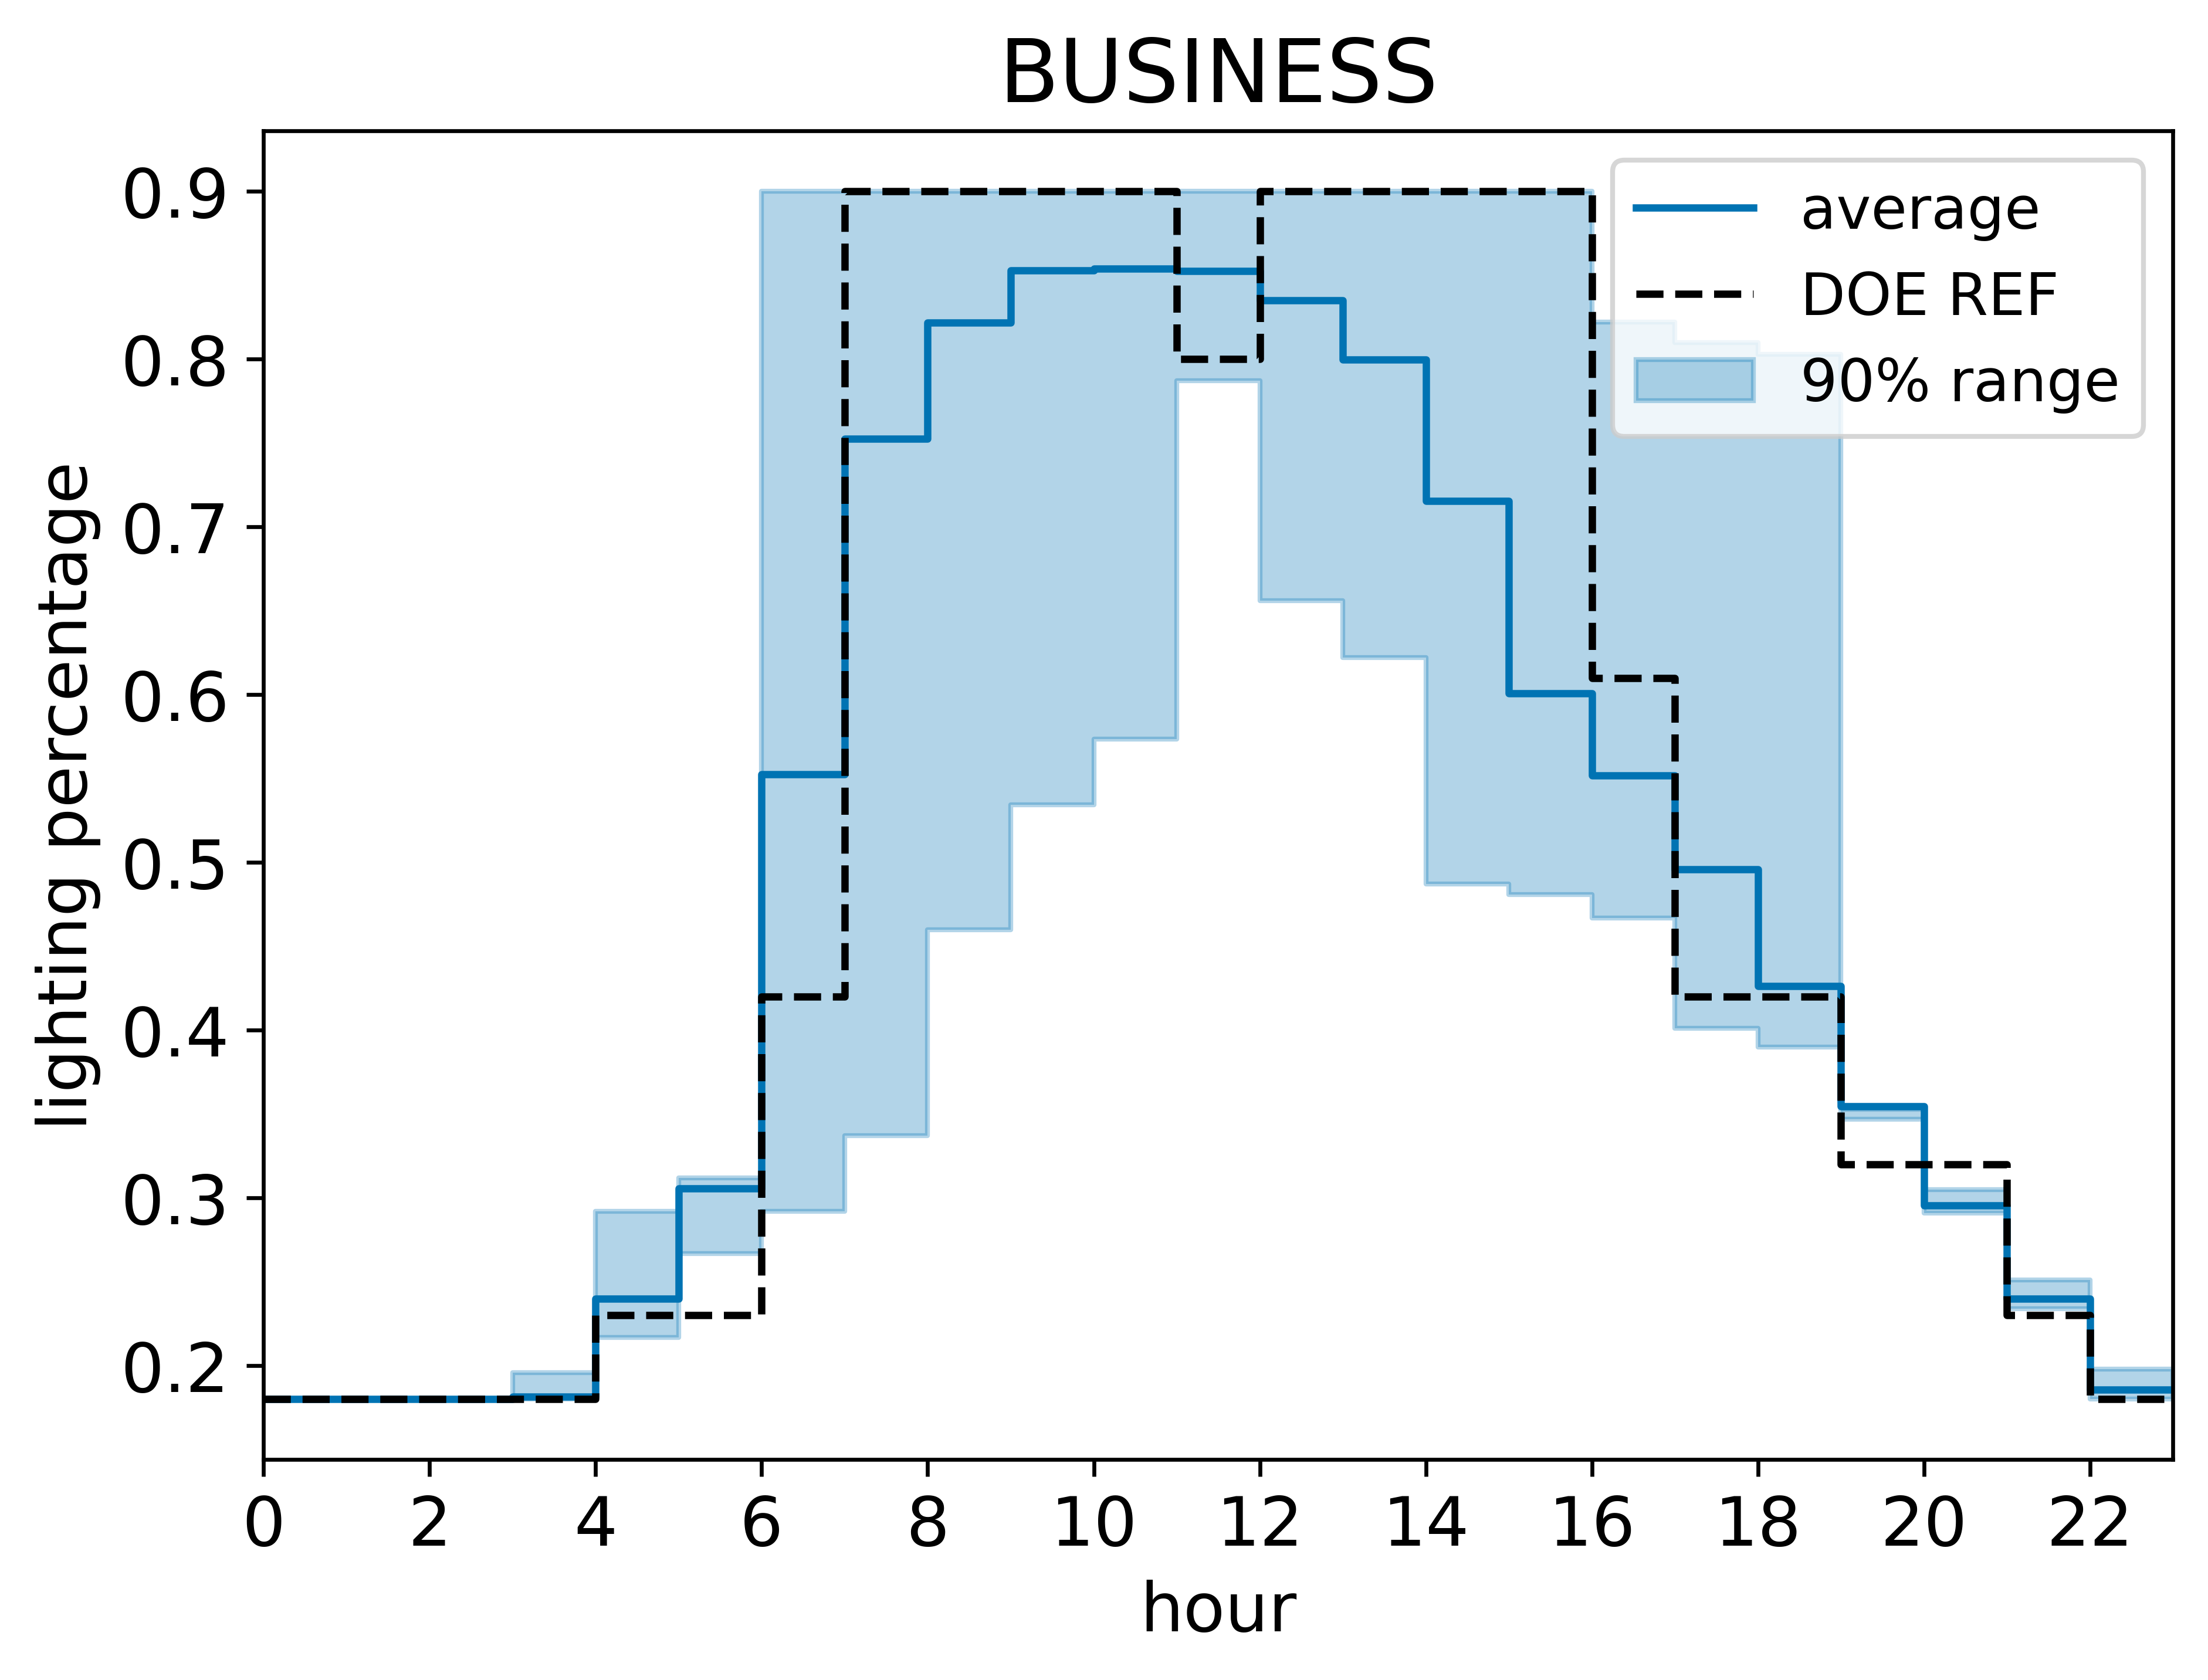 BUSINESS
lighting percentage
0.9
0.8
0.7
0.6
0.5
0.4
0.3
0.2
average
DOE REF
90% range
0 2 4 6 8 10 12 14 16 18 20 22
hour